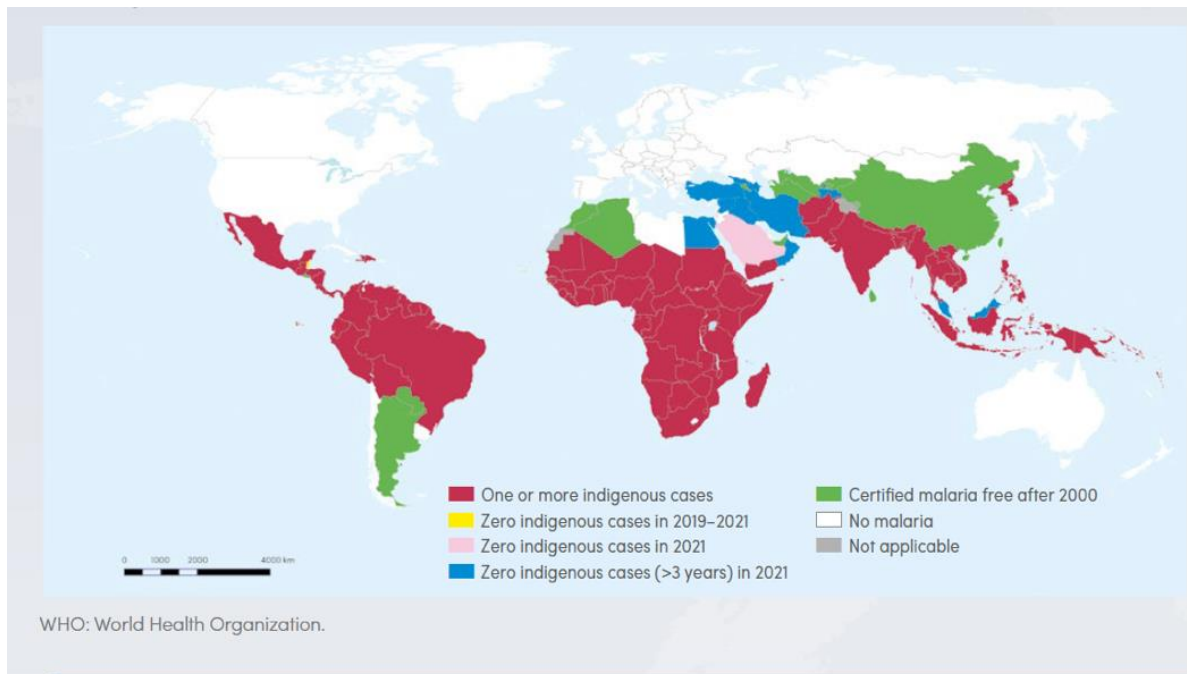 One or more indigenous cases
Zero indigenous cases in 2019–2021
Zero indigenous cases in 2021
Zero indigenous cases (>3 years) in 2021
Certified malaria free after 2000
No malaria
Not applicable
0 1000 2000 4000 km
WHO: World Health Organization.